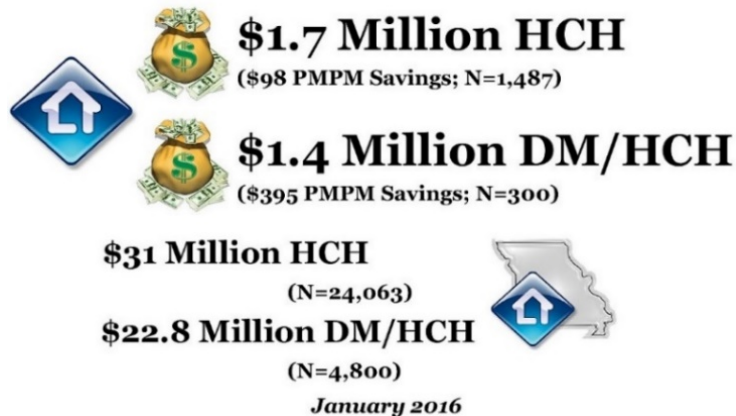 $1.7 Million HCH
($98 PMPM Savings; N=1,487)
$1.4 Million DM/HCH
($395 PMPM Savings; N=300)
$31 Million HCH
(N=24,063)
$22.8 Million DM/HCH
(N=4,800)
January 2016